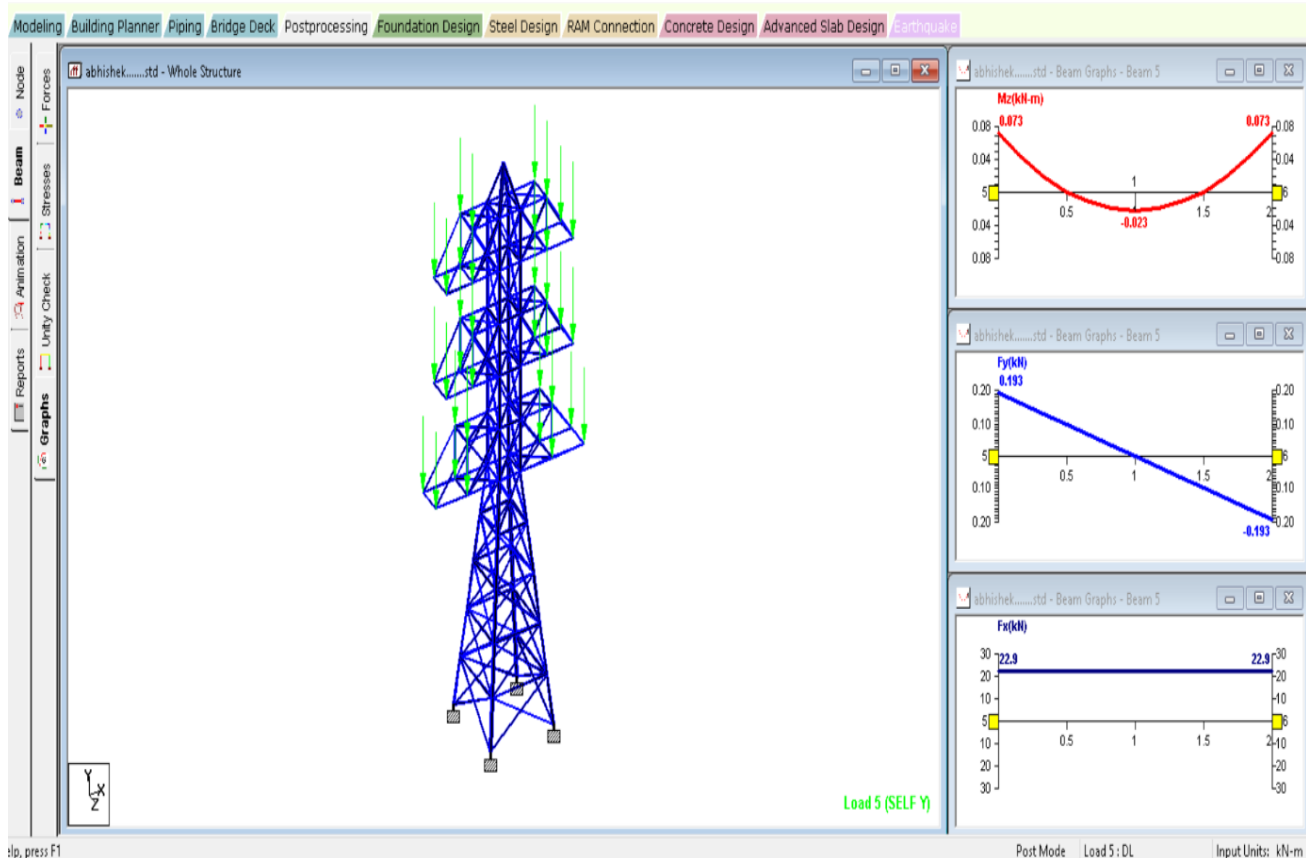 Modeling Building Planner Piping Bridge Deck Postprocessing Foundation Design Steel Design RAM Connection Concrete Design Advanced Slab Design Earthquake
Node
Beam
Animation
Reports
Forces
Stresses
Unity Check
Graphs
abhishek.......std - Whole Structure
Y
X
Z
Load 5 (SELF Y)
abhishek.......std - Beam Graphs - Beam 5
Mz(kN-m)
0.08 0.073 0.073 0.08
0.04 0.04
5 1 6
0.5 1.5 2
0.04 -0.023 0.04
0.08 0.08
abhishek.......std - Beam Graphs - Beam 5
Fy(kN)
0.20 0.193 0.20
0.10 0.10
5 6
0.5 1 1.5 2
0.10 0.10
0.20 -0.193 0.20
abhishek.......std - Beam Graphs - Beam 5
Fx(kN)
30 22.9 22.9 30
20 20
10 10
5 6
0.5 1 1.5 2
10 10
20 20
30 30
elp, press F1 Post Mode Load 5 : DL Input Units: kN-m